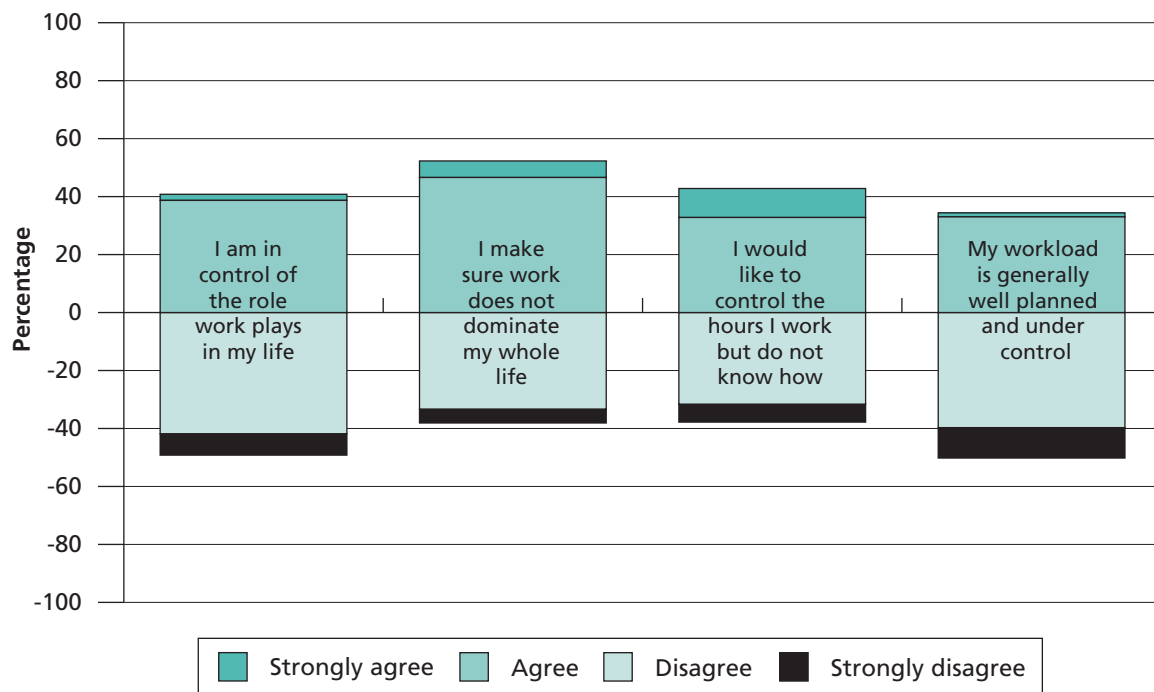 100
80
60
40
20
0
-20
-40
-60
-80
-100
Percentage
I am in
control of
the role
work plays
in my life
I make
sure work
does not
dominate
my whole
life
I would
like to
control the
hours I work
but do not
know how
My workload
is generally
well planned
and under
control
Strongly agree
Agree
Disagree
Strongly disagree